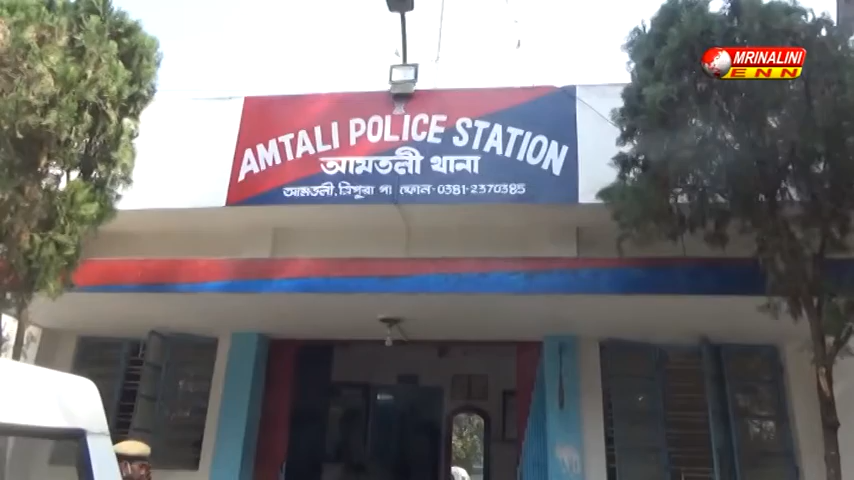 MRINALINI
ENN
AMTALI POLICE STATION
আমতলী থানা
আমতলী, ত্রিপুরা পঃ ফোন-0381-2370385